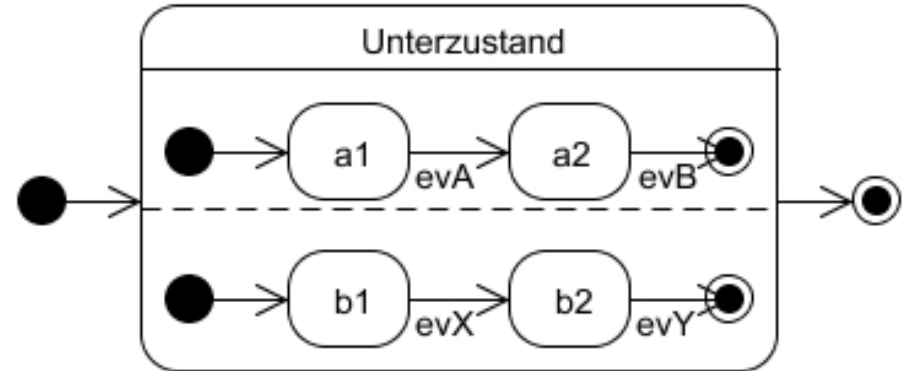 Unterzustand
a1
evA
a2
evB
b1
evX
b2
evY